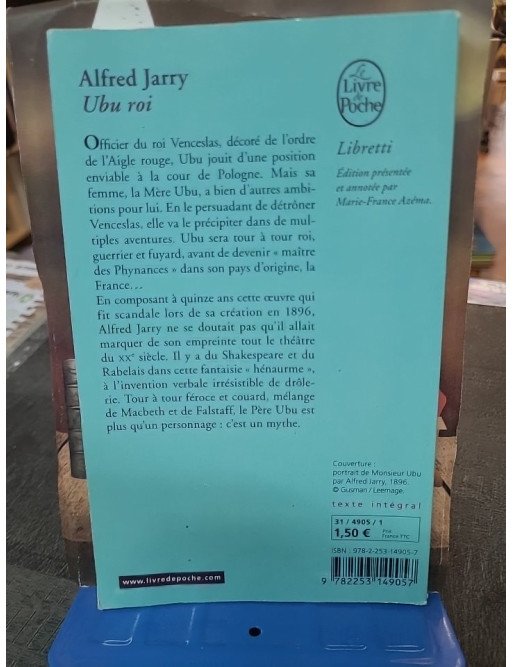 Alfred Jarry
Ubu roi
Officier du roi Venceslas, décoré de l'ordre
de l'Aigle rouge, Ubu jouit d'une position
enviable à la cour de Pologne. Mais sa
femme, la Mère Ubu, a bien d'autres ambi-
tions pour lui. En le persuadant de détrôner
Venceslas, elle va le précipiter dans de mul-
tiples aventures. Ubu sera tour à tour roi,
guerrier et fuyard, avant de devenir « maître
des Phynances » dans son pays d'origine, la
France...
En composant à quinze ans cette œuvre qui
fit scandale lors de sa création en 1896,
Alfred Jarry ne se doutait pas qu'il allait
marquer de son empreinte tout le théâtre
du XXe siècle. Il y a du Shakespeare et du
Rabelais dans cette fantaisie « hénaurme »,
à l'invention verbale irrésistible de drôle-
rie. Tour à tour féroce et couard, mélange
de Macbeth et de Falstaff, le Père Ubu est
plus qu'un personnage : c'est un mythe.
Le
Livre
de
Poche
Libretti
Édition présentée
et annotée par
Marie-France Azéma.
Couverture :
portrait de Monsieur Ubu
par Alfred Jarry, 1896.
© Gusman / Leemage.
texte intégral
31 / 4905 / 1
1,50 € Prix
France TTC
ISBN : 978-2-253-14905-7
9 782253 149057
www.livredepoche.com